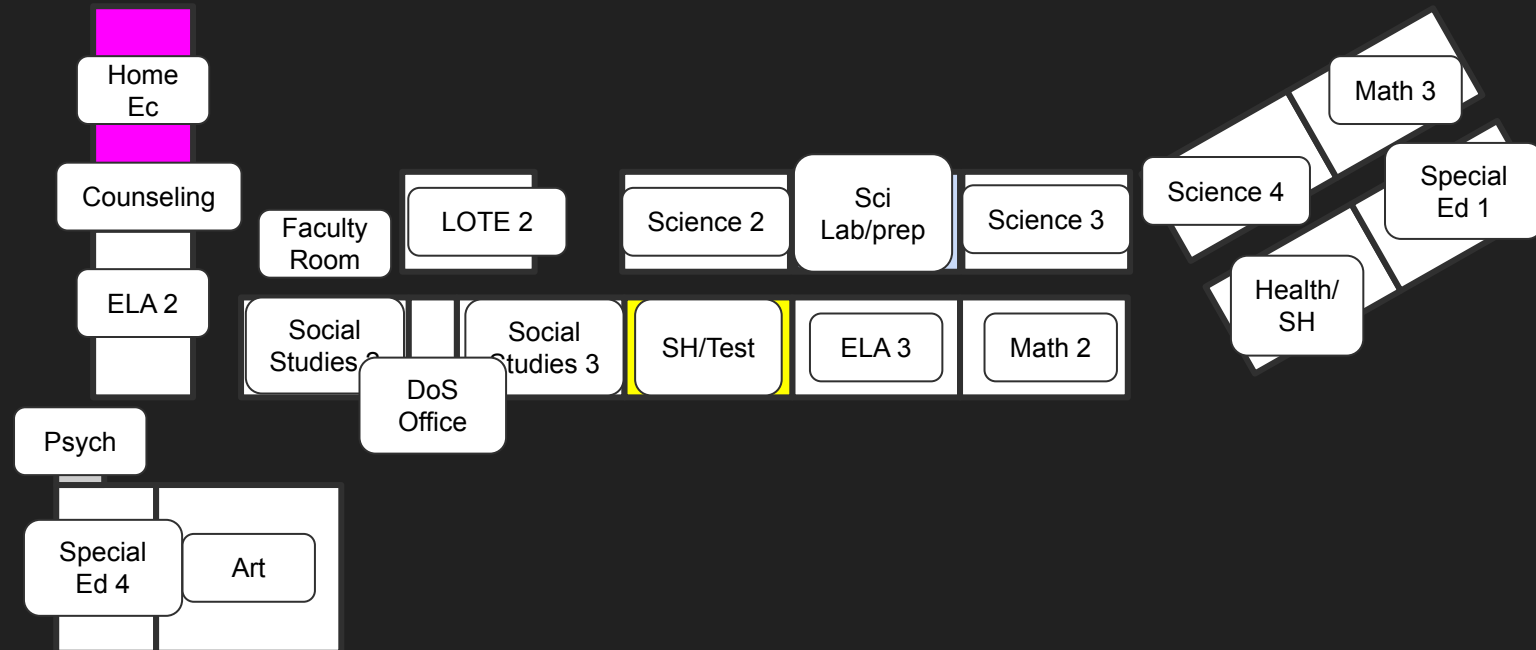 Home
Ec
Counseling
ELA 2
Psych
Special
Ed 4
Art
Faculty
Room
LOTE 2
Science 2
Sci
Lab/prep
Science 3
Social
Studies
DoS
Office
Social
Studies 3
SH/Test
ELA 3
Math 2
Science 4
Math 3
Special
Ed 1
Health/
SH